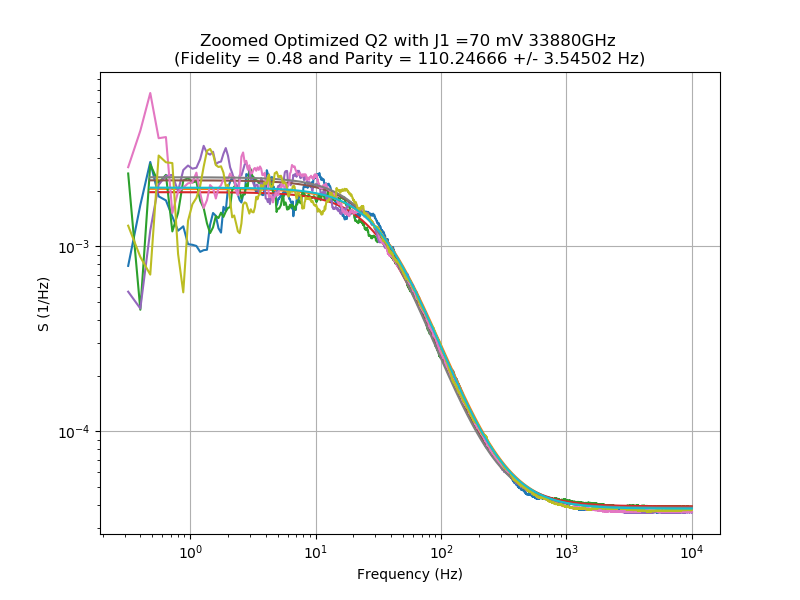 Zoomed Optimized Q2 with J1 =70 mV 33880GHz
(Fidelity = 0.48 and Parity = 110.24666 +/- 3.54502 Hz)
S (1/Hz)
10⁻³
10⁻⁴
10⁰ 10¹ 10² 10³ 10⁴
Frequency (Hz)